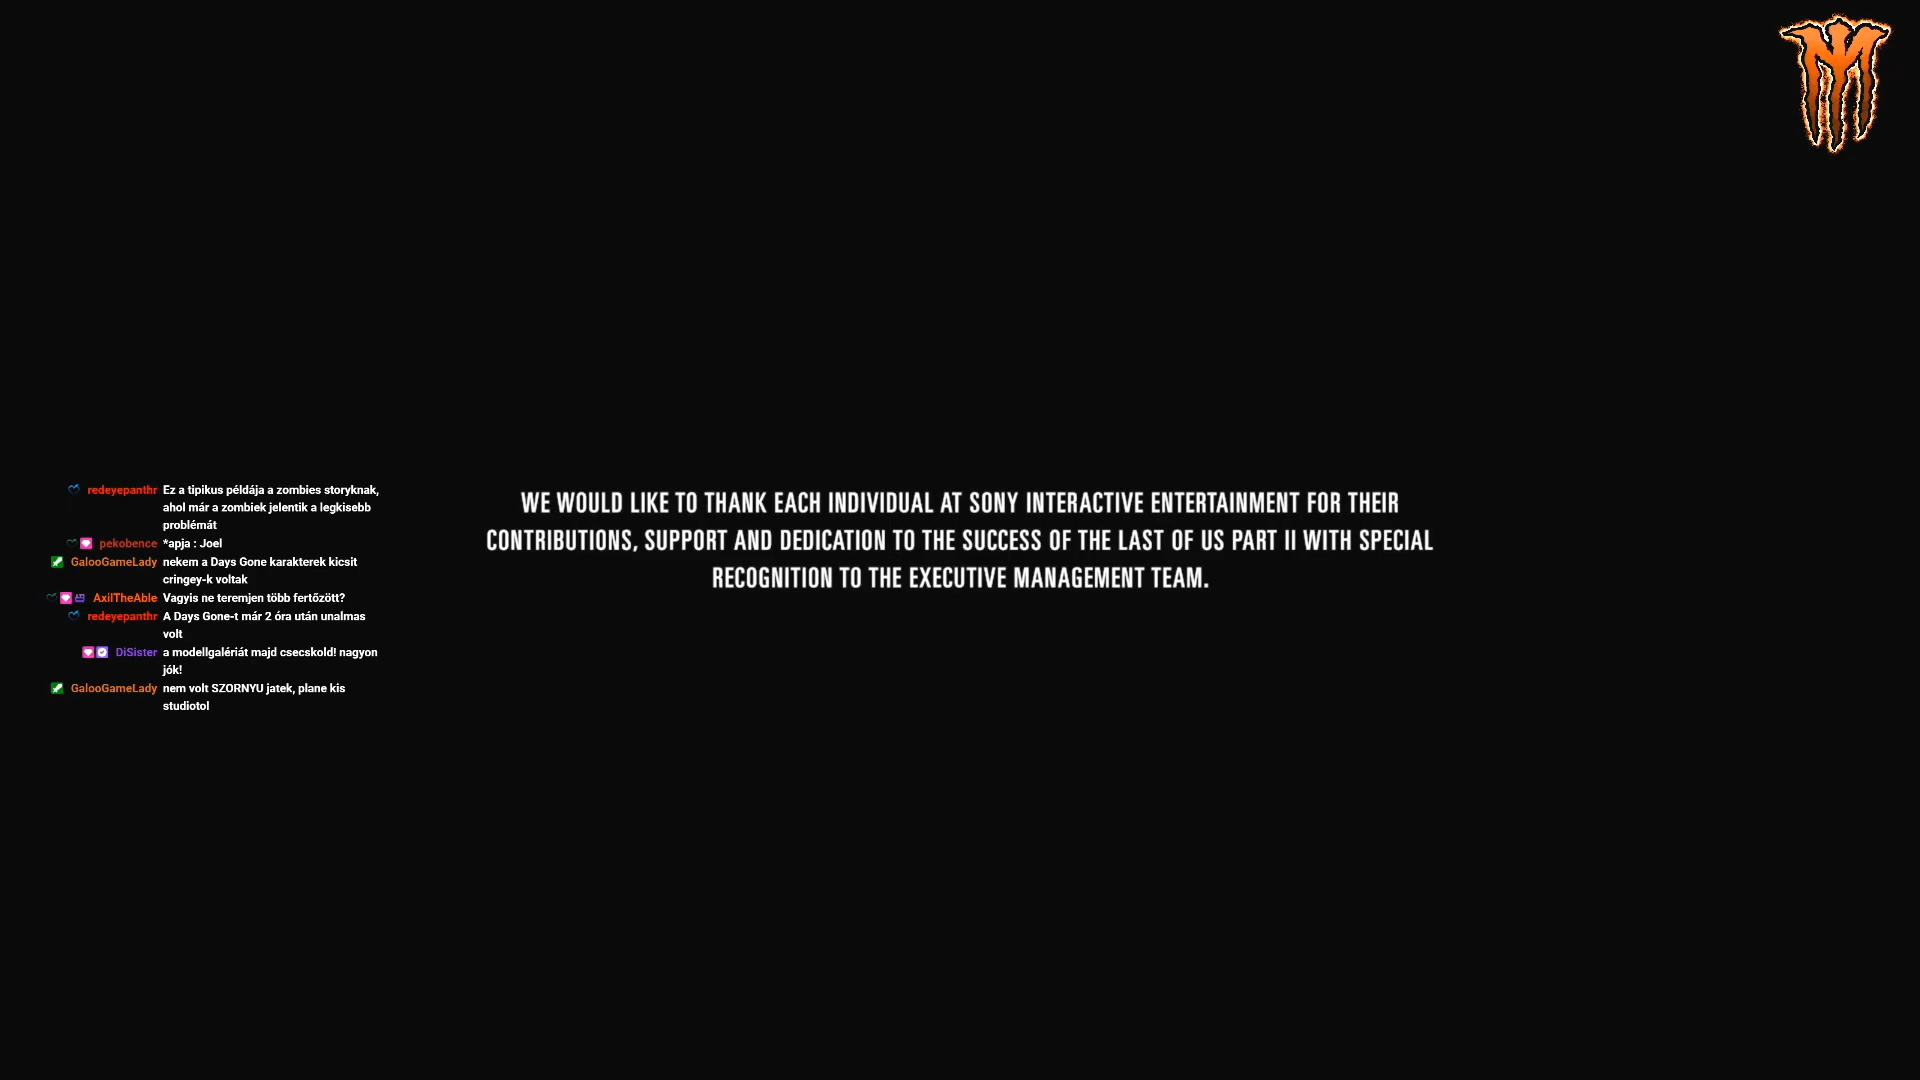 redeyepanthr Ez a tipikus példája a zombies storyknak,
ahol már a zombiek jelentik a legkisebb
problémát
pekobence *apja : Joel
GalooGameLady nekem a Days Gone karakterek kicsit
cringey-k voltak
AxilTheAble Vagyis ne teremjen több fertőzött?
redeyepanthr A Days Gone-t már 2 óra után unalmas
volt
DiSister a modellgalériát majd csecskold! nagyon
jók!
GalooGameLady nem volt SZORNYU jatek, plane kis
studiotol
WE WOULD LIKE TO THANK EACH INDIVIDUAL AT SONY INTERACTIVE ENTERTAINMENT FOR THEIR
CONTRIBUTIONS, SUPPORT AND DEDICATION TO THE SUCCESS OF THE LAST OF US PART II WITH SPECIAL
RECOGNITION TO THE EXECUTIVE MANAGEMENT TEAM.